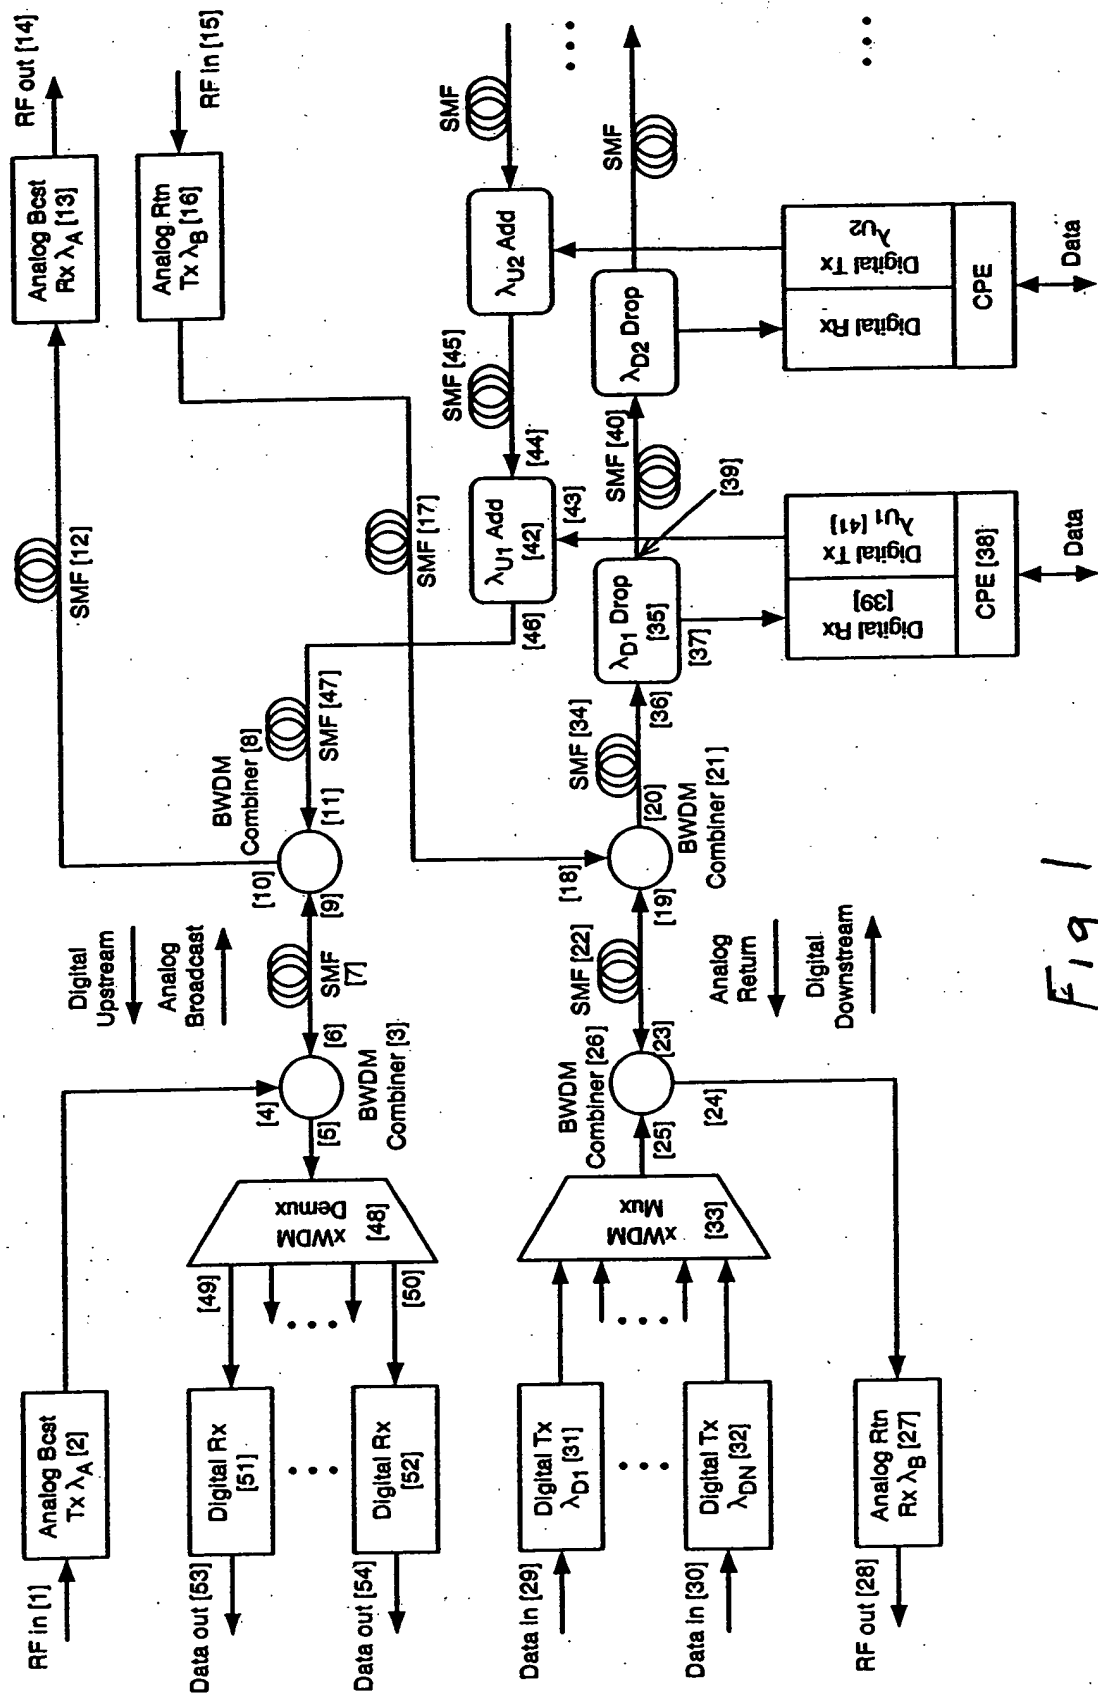 RF in [1]
Analog Bcst
Tx λA [2]
[4]
Digital
Upstream
Analog
Broadcast
[10]
SMF [12]
Analog Bcst
Rx λA [13]
RF out [14]
Analog Rtn
Tx λB [16]
RF in [15]
SMF [17]
Data out [53]
Digital Rx
[51]
[49]
xWDM
Demux
[48]
[5]
BWDM
Combiner [3]
[6]
SMF
[7]
[9]
BWDM
Combiner [8]
[11]
SMF [47]
[46]
λU1 Add
[42]
[43]
[44]
SMF [45]
λU2 Add
SMF
Data out [54]
Digital Rx
[52]
[50]
Data in [29]
Digital Tx
λD1 [31]
xWDM
Mux
[33]
[25]
BWDM
Combiner [26]
[23]
[24]
SMF [22]
[19]
[18]
BWDM
Combiner [21]
[20]
SMF [34]
[36]
λD1 Drop
[35]
[37]
[39]
SMF [40]
λD2 Drop
SMF
Data in [30]
Digital Tx
λDN [32]
Analog
Return
Digital
Downstream
Digital Rx
[39]
Digital Tx
λU1 [41]
CPE [38]
Data
Digital Rx
Digital Tx
λU2
CPE
Data
RF out [28]
Analog Rtn
Rx λB [27]
Fig 1